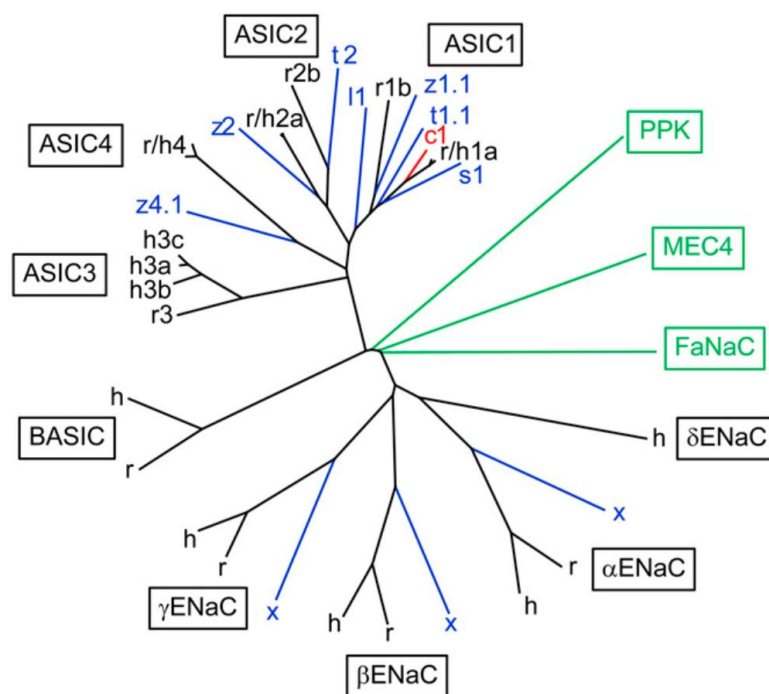 ASIC2
ASIC1
r2b
t2
l1
r1b
z1.1
t1.1
c1
r/h1a
s1
r/h2a
z2
ASIC4
r/h4
z4.1
PPK
MEC4
FaNaC
ASIC3
h3c
h3a
h3b
r3
BASIC
h
r
h
δENaC
x
r
αENaC
h
h
r
γENaC
x
h
r
βENaC
x